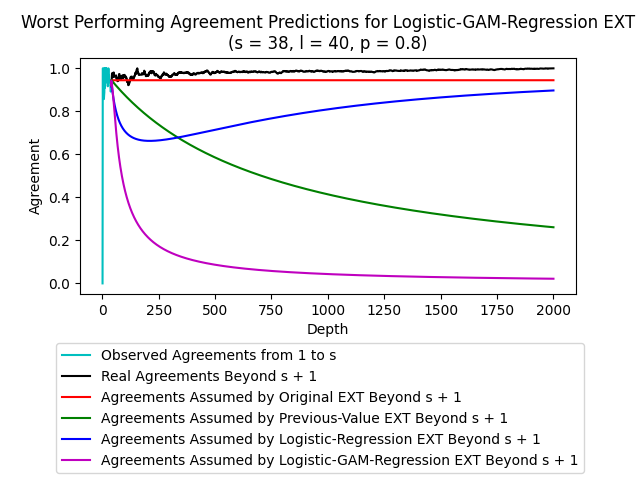 Worst Performing Agreement Predictions for Logistic-GAM-Regression EXT
(s = 38, l = 40, p = 0.8)
1.0
0.8
0.6
0.4
0.2
0.0
Agreement
0 250 500 750 1000 1250 1500 1750 2000
Depth
Observed Agreements from 1 to s
Real Agreements Beyond s + 1
Agreements Assumed by Original EXT Beyond s + 1
Agreements Assumed by Previous-Value EXT Beyond s + 1
Agreements Assumed by Logistic-Regression EXT Beyond s + 1
Agreements Assumed by Logistic-GAM-Regression EXT Beyond s + 1